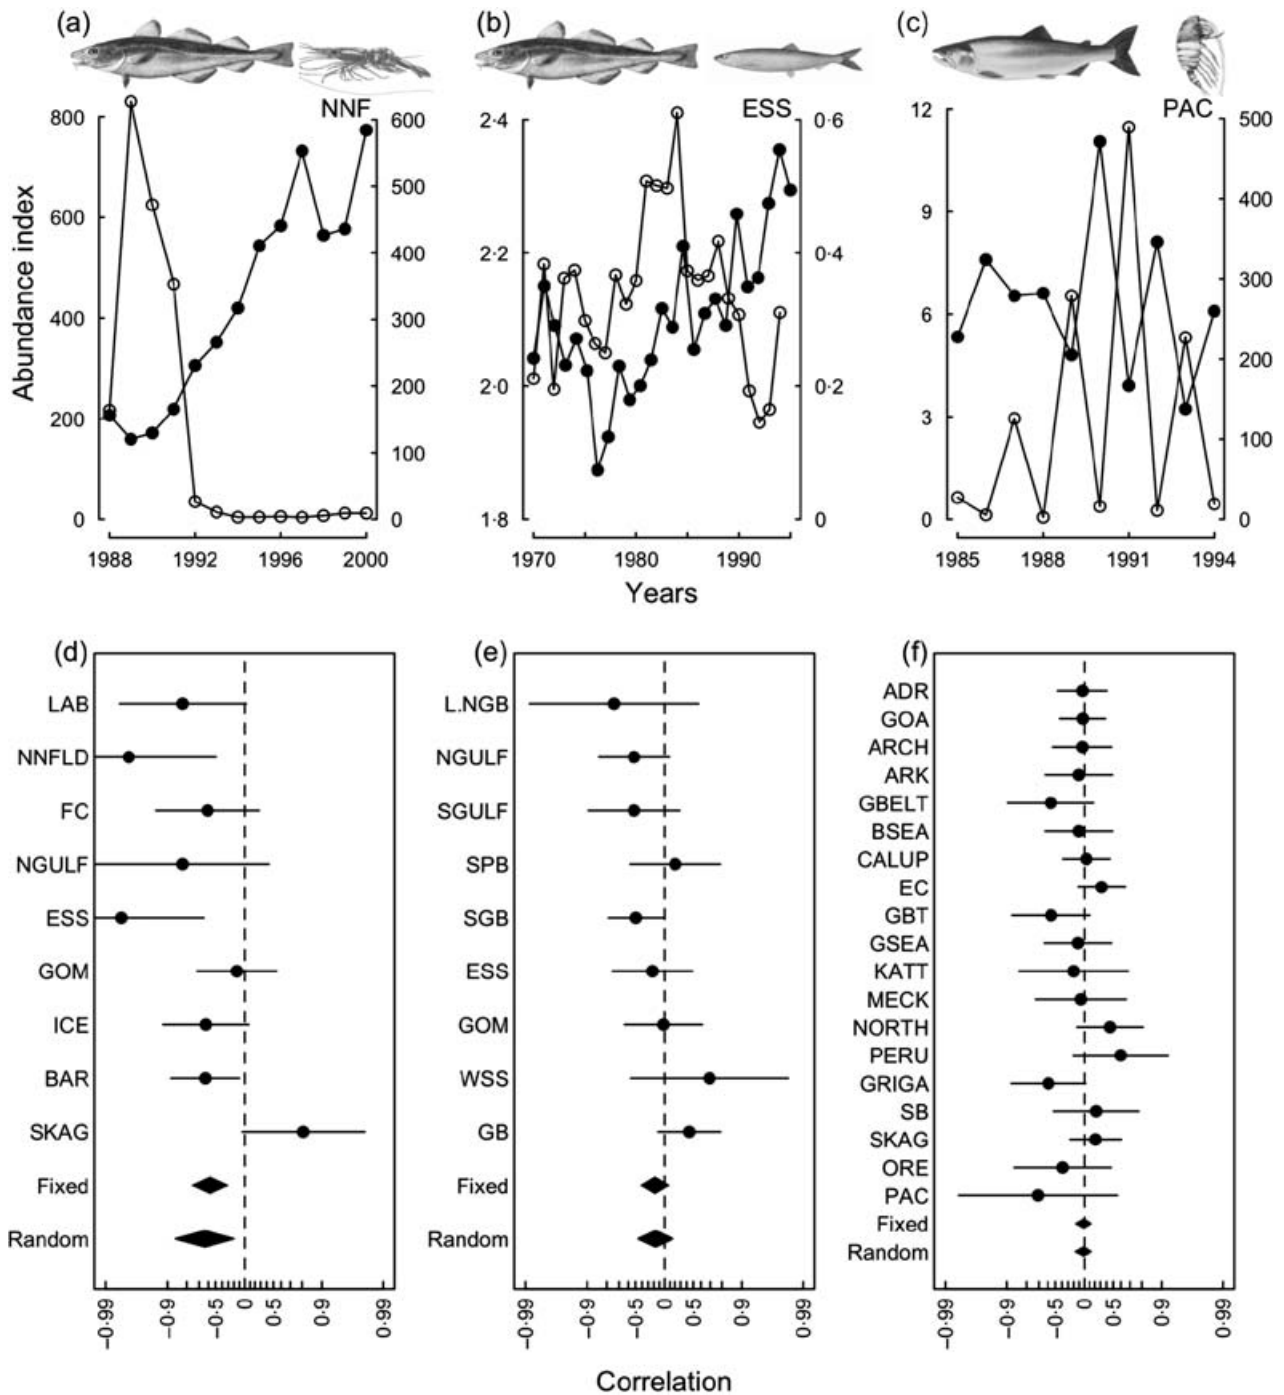 (a) (b) (c)
NNF ESS PAC
Abundance index
800
600
400
200
0
600
500
400
300
200
100
0
1988 1992 1996 2000
2·4
2·2
2·0
1·8
0·6
0·4
0·2
0
1970 1980 1990
12
9
6
3
0
500
400
300
200
100
0
1985 1988 1991 1994
Years
(d)
LAB
NNFLD
FC
NGULF
ESS
GOM
ICE
BAR
SKAG
Fixed
Random
−0·99 −0·9 −0·5 0 0·5 0·9 0·99
(e)
L.NGB
NGULF
SGULF
SPB
SGB
ESS
GOM
WSS
GB
Fixed
Random
−0·99 −0·9 −0·5 0 0·5 0·9 0·99
(f)
ADR
GOA
ARCH
ARK
GBELT
BSEA
CALUP
EC
GBT
GSEA
KATT
MECK
NORTH
PERU
GRIGA
SB
SKAG
ORE
PAC
Fixed
Random
−0·99 −0·9 −0·5 0 0·5 0·9 0·99
Correlation